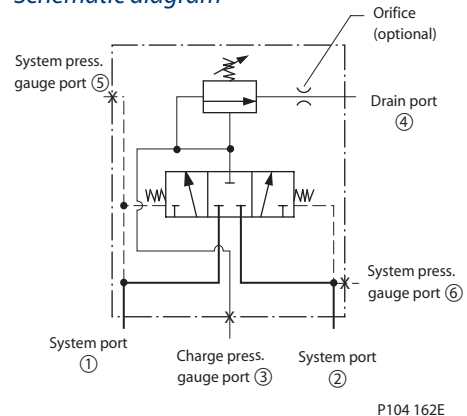 Schematic diagram
Orifice
(optional)
System press.
gauge port ⑤
Drain port
④
System press.
gauge port ⑥
System port
①
Charge press.
gauge port ③
System port
②
P104 162E